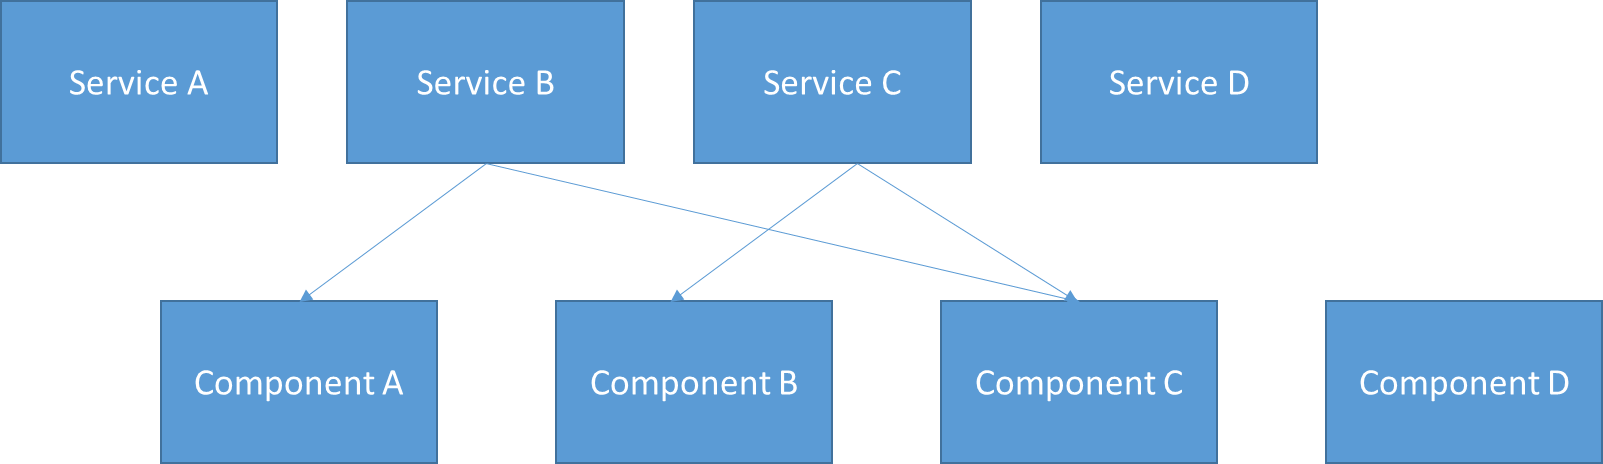 Service A
Service B
Service C
Service D
Component A
Component B
Component C
Component D